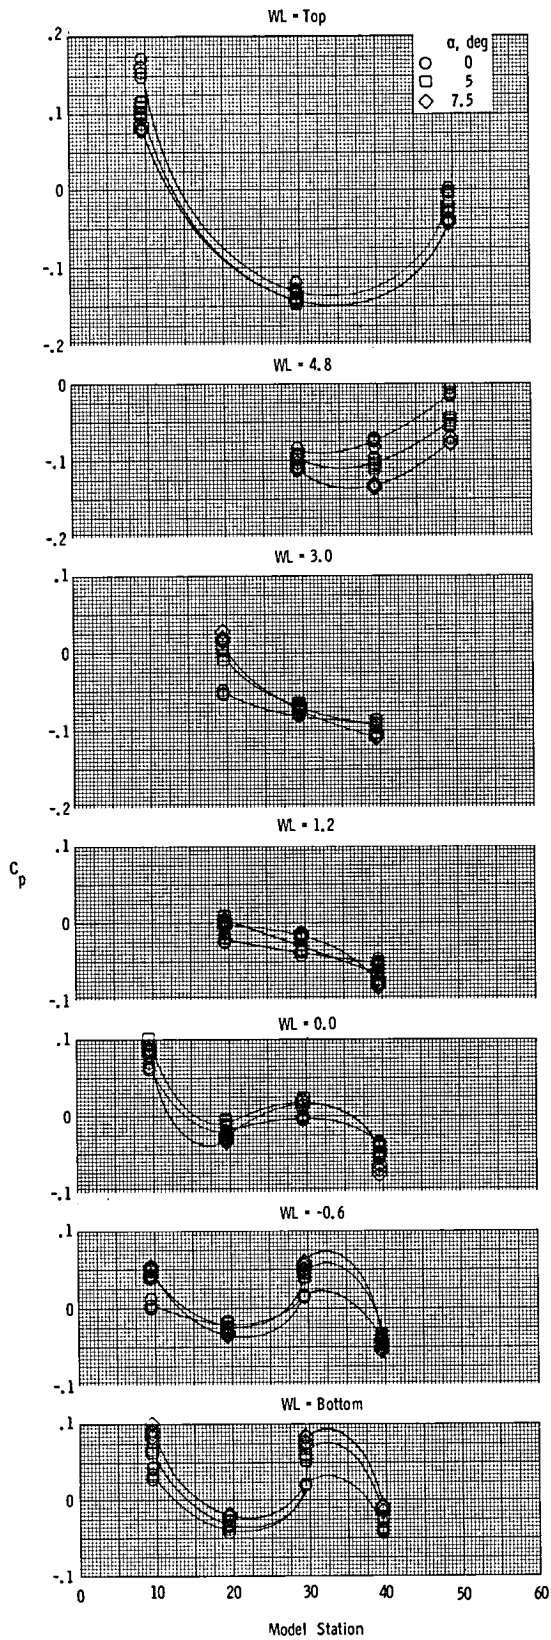 WL = Top
.2
α, deg
0
5
7.5
.1
0
-.1
-.2
WL = 4.8
0
-.1
-.2
WL = 3.0
.1
0
-.1
-.2
WL = 1.2
.1
C
p
0
-.1
WL = 0.0
.1
0
-.1
WL = -0.6
.1
0
-.1
WL = Bottom
.1
0
-.1
0 10 20 30 40 50 60
Model Station